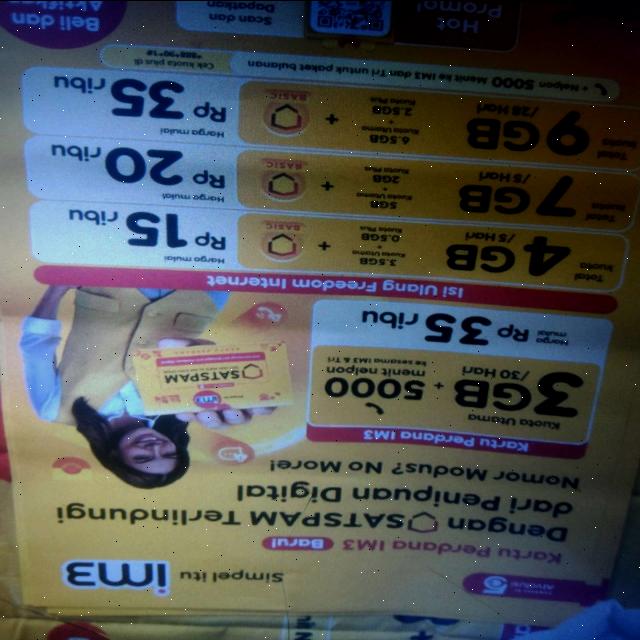 Simpel itu im3
Kartu Perdana IM3 Baru!
Dengan SATSPAM Terlindungi
dari Penipuan Digital
Nomor Modus? No More!
Kartu Perdana IM3
Kuota Utama
3GB /30 Hari + 5000 menit nelpon ke sesama IM3 & Tri
Harga mulai Rp 35 ribu
SATSPAM
Isi Ulang Freedom Internet
Total kuota 4GB /5 Hari 3.5GB Kuota Utama + 0.5GB Kuota Plus + BASIC Harga mulai Rp 15 ribu
Total kuota 7GB /5 Hari 5GB Kuota Utama + 2GB Kuota Plus + BASIC Harga mulai Rp 20 ribu
Total kuota 9GB /28 Hari 6.5GB Kuota Utama + 2.5GB Kuota Plus + BASIC Harga mulai Rp 35 ribu
+ Nelpon 5000 Menit ke IM3 dan Tri untuk paket bulanan
Cek kuota plus di
Hot Promo!
Scan dan Dapatkan
Beli dan